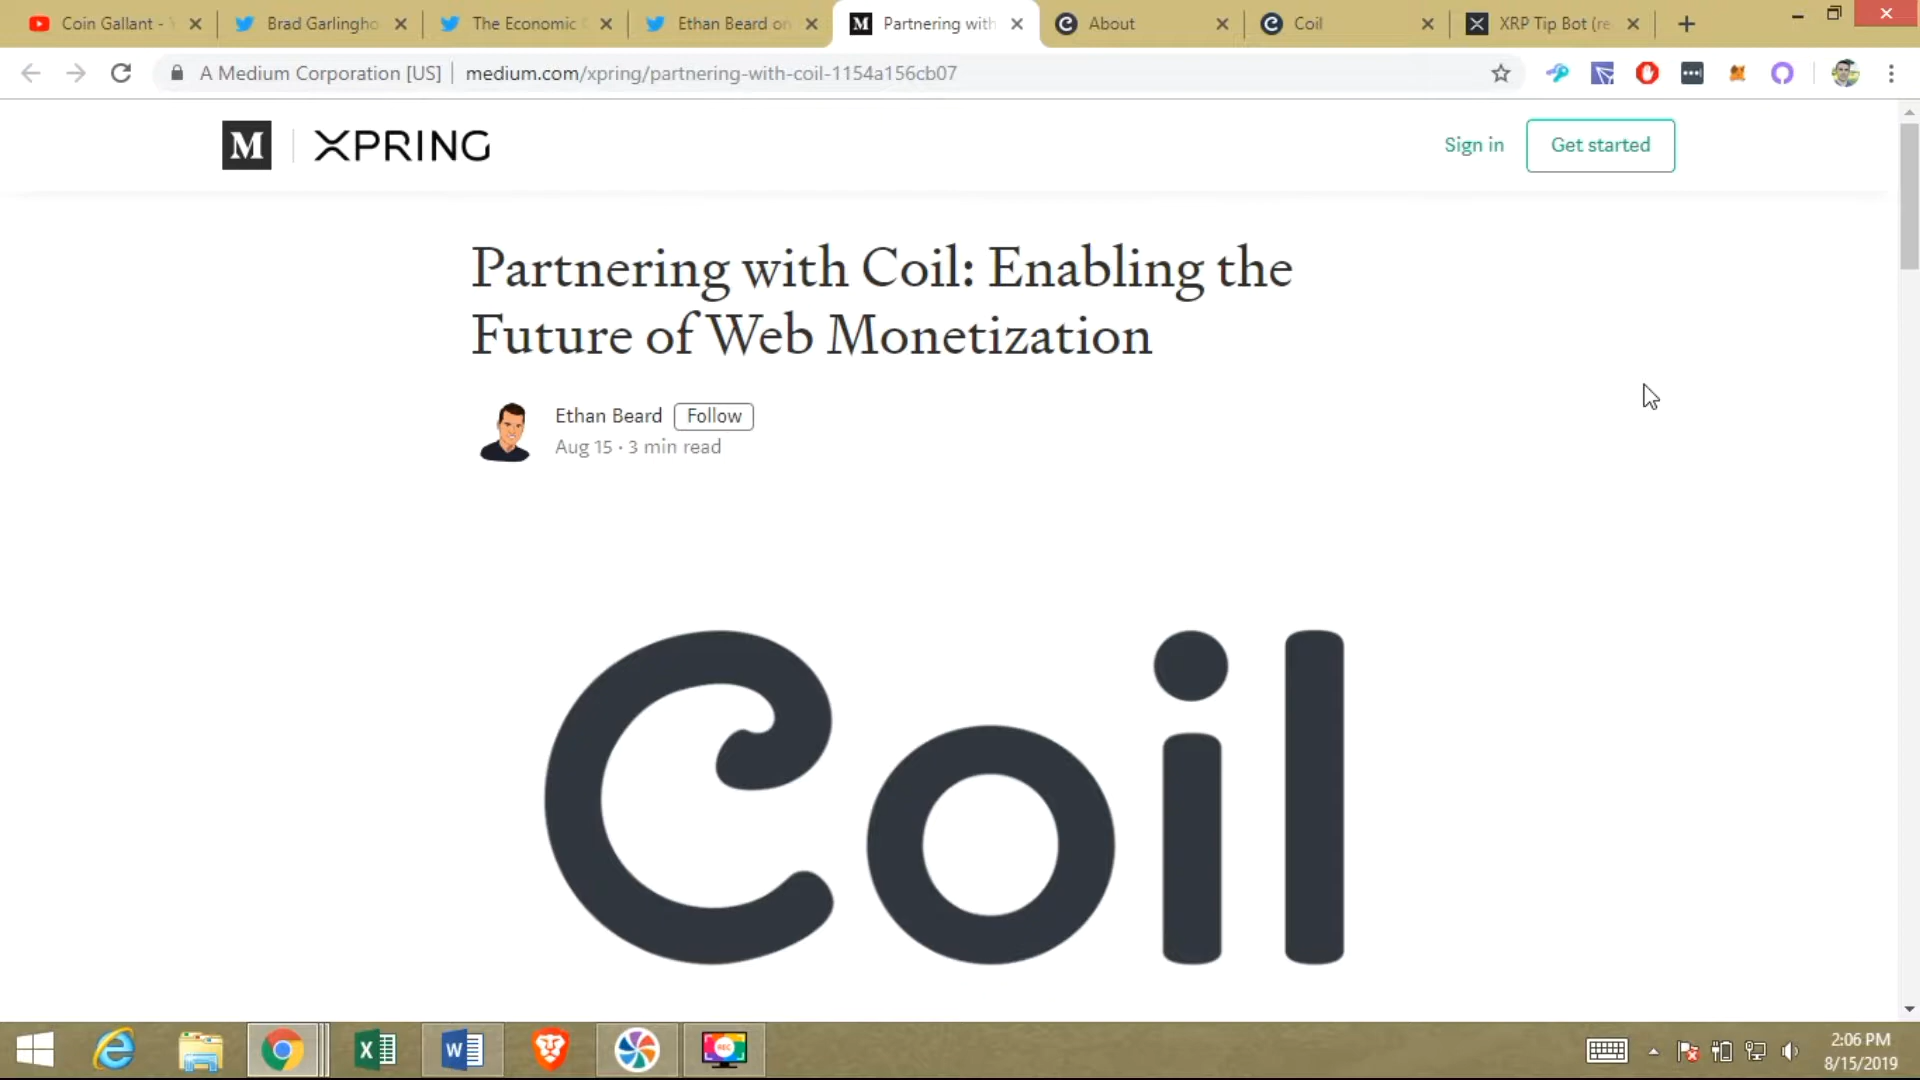 Coin Gallant -
Brad Garlingho
The Economic
Ethan Beard on
Partnering with
About
Coil
XRP Tip Bot (re
A Medium Corporation [US]
medium.com/xpring/partnering-with-coil-1154a156cb07
M
XPRING
Sign in
Get started
Partnering with Coil: Enabling the
Future of Web Monetization
Ethan Beard
Follow
Aug 15 · 3 min read
Coil
REC
2:06 PM
8/15/2019